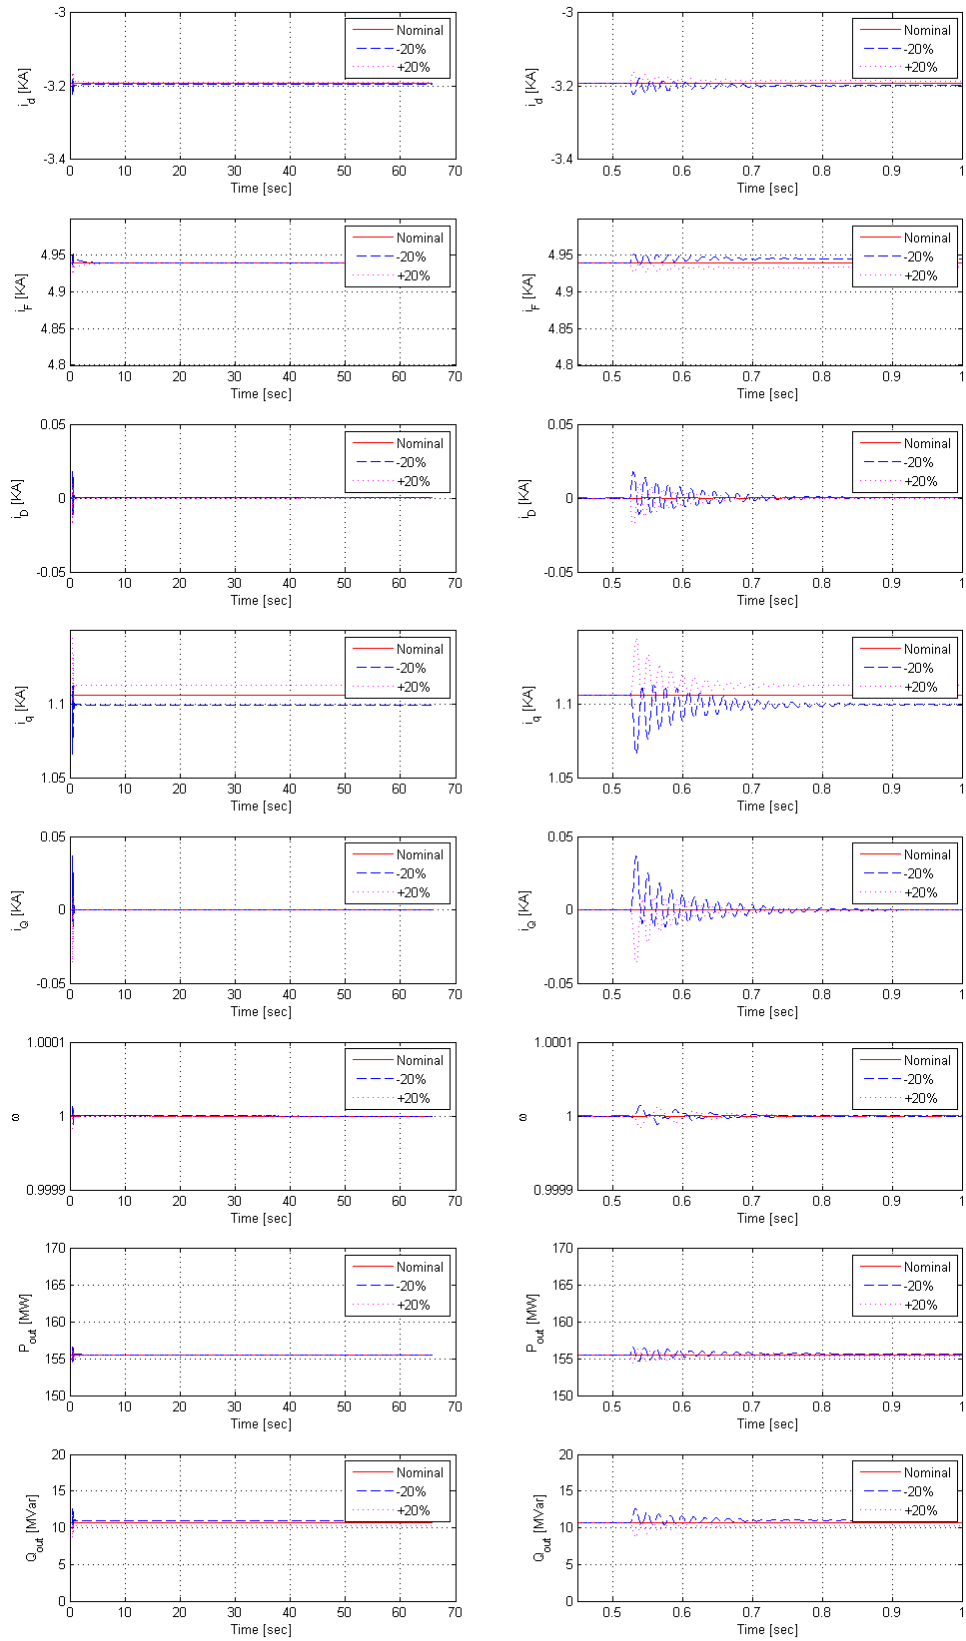 -3
-3.2
-3.4
i_d [KA]
Nominal
-20%
+20%
0 10 20 30 40 50 60 70
Time [sec]
-3
-3.2
-3.4
i_d [KA]
Nominal
-20%
+20%
0.5 0.6 0.7 0.8 0.9 1
Time [sec]
4.95
4.9
4.85
4.8
i_F [KA]
Nominal
-20%
+20%
0 10 20 30 40 50 60 70
Time [sec]
4.95
4.9
4.85
4.8
i_F [KA]
Nominal
-20%
+20%
0.5 0.6 0.7 0.8 0.9 1
Time [sec]
0.05
0
-0.05
i_D [KA]
Nominal
-20%
+20%
0 10 20 30 40 50 60 70
Time [sec]
0.05
0
-0.05
i_D [KA]
Nominal
-20%
+20%
0.5 0.6 0.7 0.8 0.9 1
Time [sec]
1.1
1.05
i_q [KA]
Nominal
-20%
+20%
0 10 20 30 40 50 60 70
Time [sec]
1.1
1.05
i_q [KA]
Nominal
-20%
+20%
0.5 0.6 0.7 0.8 0.9 1
Time [sec]
0.05
0
-0.05
i_Q [KA]
Nominal
-20%
+20%
0 10 20 30 40 50 60 70
Time [sec]
0.05
0
-0.05
i_Q [KA]
Nominal
-20%
+20%
0.5 0.6 0.7 0.8 0.9 1
Time [sec]
1.0001
1
0.9999
ω
Nominal
-20%
+20%
0 10 20 30 40 50 60 70
Time [sec]
1.0001
1
0.9999
ω
Nominal
-20%
+20%
0.5 0.6 0.7 0.8 0.9 1
Time [sec]
170
165
160
155
150
P_out [MW]
Nominal
-20%
+20%
0 10 20 30 40 50 60 70
Time [sec]
170
165
160
155
150
P_out [MW]
Nominal
-20%
+20%
0.5 0.6 0.7 0.8 0.9 1
Time [sec]
20
15
10
5
0
Q_out [MVar]
Nominal
-20%
+20%
0 10 20 30 40 50 60 70
Time [sec]
20
15
10
5
0
Q_out [MVar]
Nominal
-20%
+20%
0.5 0.6 0.7 0.8 0.9 1
Time [sec]